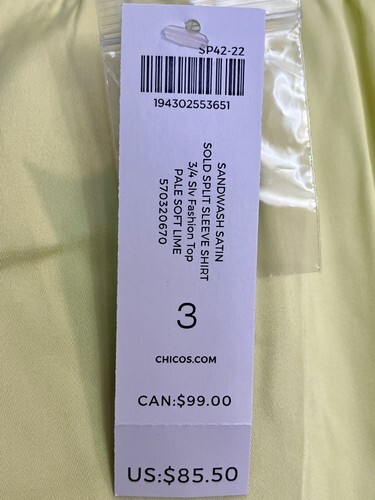 SP42-22
194302553651
SANDWASH SATIN
SOLD SPLIT SLEEVE SHIRT
3/4 Slv Fashion Top
PALE SOFT LIME
570320670
3
CHICOS.COM
CAN:$99.00
US:$85.50